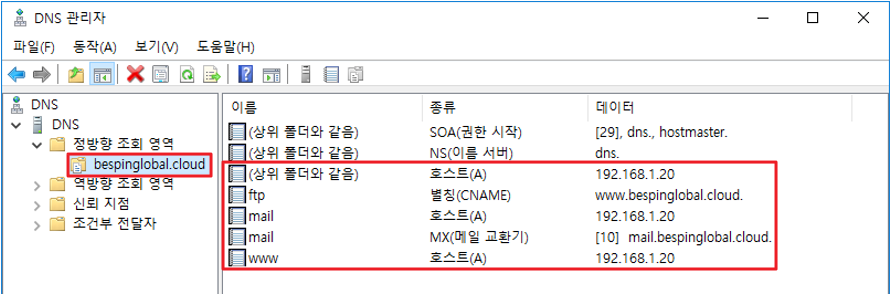 DNS 관리자
파일(F) 동작(A) 보기(V) 도움말(H)
DNS
DNS
정방향 조회 영역
bespinglobal.cloud
역방향 조회 영역
신뢰 지점
조건부 전달자
이름 종류 데이터
(상위 폴더와 같음) SOA(권한 시작) [29], dns., hostmaster.
(상위 폴더와 같음) NS(이름 서버) dns.
(상위 폴더와 같음) 호스트(A) 192.168.1.20
ftp 별칭(CNAME) www.bespinglobal.cloud.
mail 호스트(A) 192.168.1.20
mail MX(메일 교환기) [10] mail.bespinglobal.cloud.
www 호스트(A) 192.168.1.20